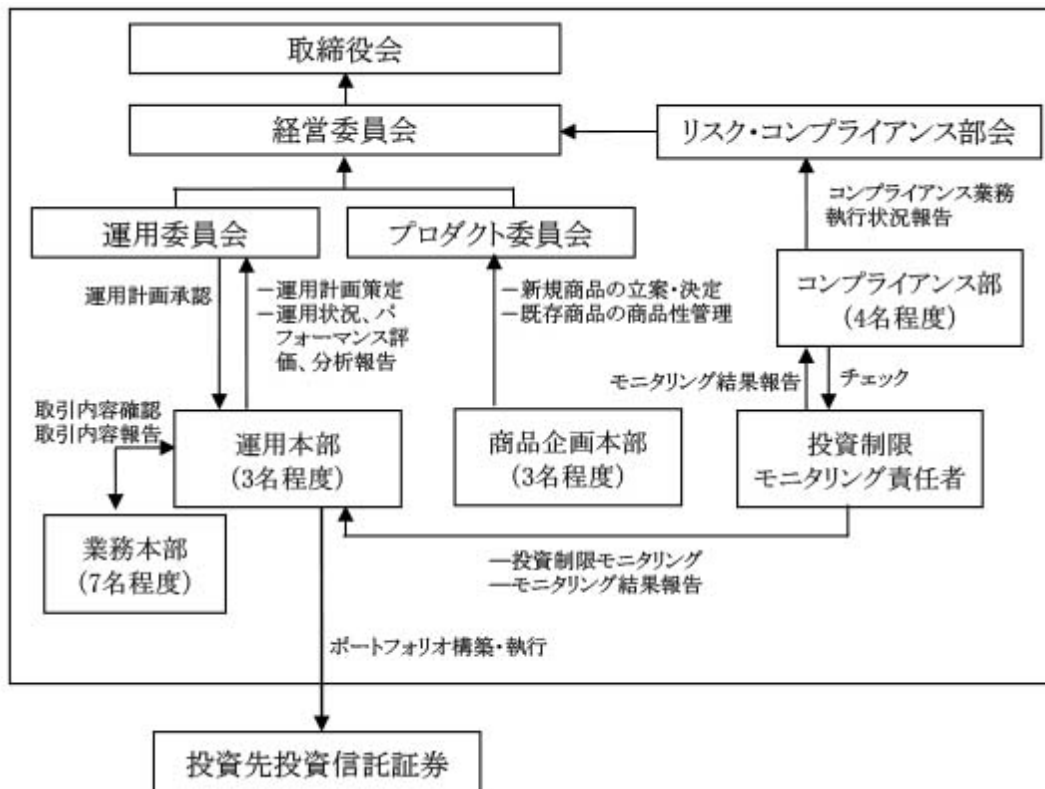 取締役会
経営委員会
リスク・コンプライアンス部会
コンプライアンス業務
執行状況報告
運用委員会
プロダクト委員会
運用計画承認
―運用計画策定
―運用状況、パ
フォーマンス評
価、分析報告
―新規商品の立案・決定
―既存商品の商品性管理
コンプライアンス部
(4名程度)
モニタリング結果報告
チェック
取引内容確認
取引内容報告
運用本部
(3名程度)
商品企画本部
(3名程度)
投資制限
モニタリング責任者
業務本部
(7名程度)
―投資制限モニタリング
―モニタリング結果報告
ポートフォリオ構築・執行
投資先投資信託証券